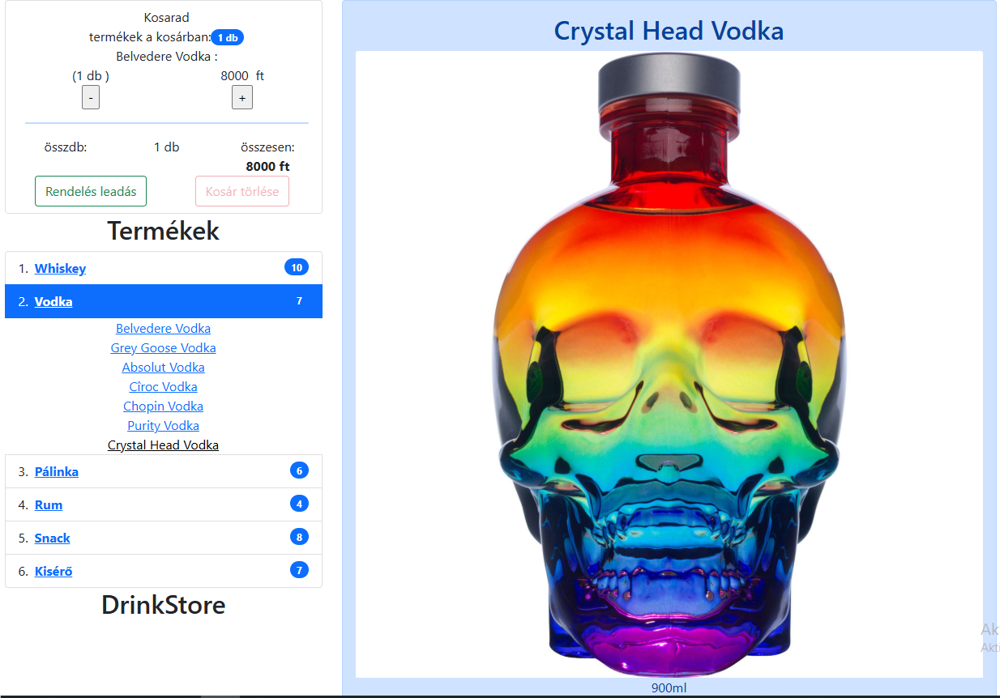 Kosarad
termékek a kosárban: 1 db
Belvedere Vodka :
(1 db ) 8000 ft
- +
összdb: 1 db összesen:
8000 ft
Rendelés leadás Kosár törlése
Termékek
1. Whiskey 10
2. Vodka 7
Belvedere Vodka
Grey Goose Vodka
Absolut Vodka
Cîroc Vodka
Chopin Vodka
Purity Vodka
Crystal Head Vodka
3. Pálinka 6
4. Rum 4
5. Snack 8
6. Kisérő 7
DrinkStore
Crystal Head Vodka
900ml